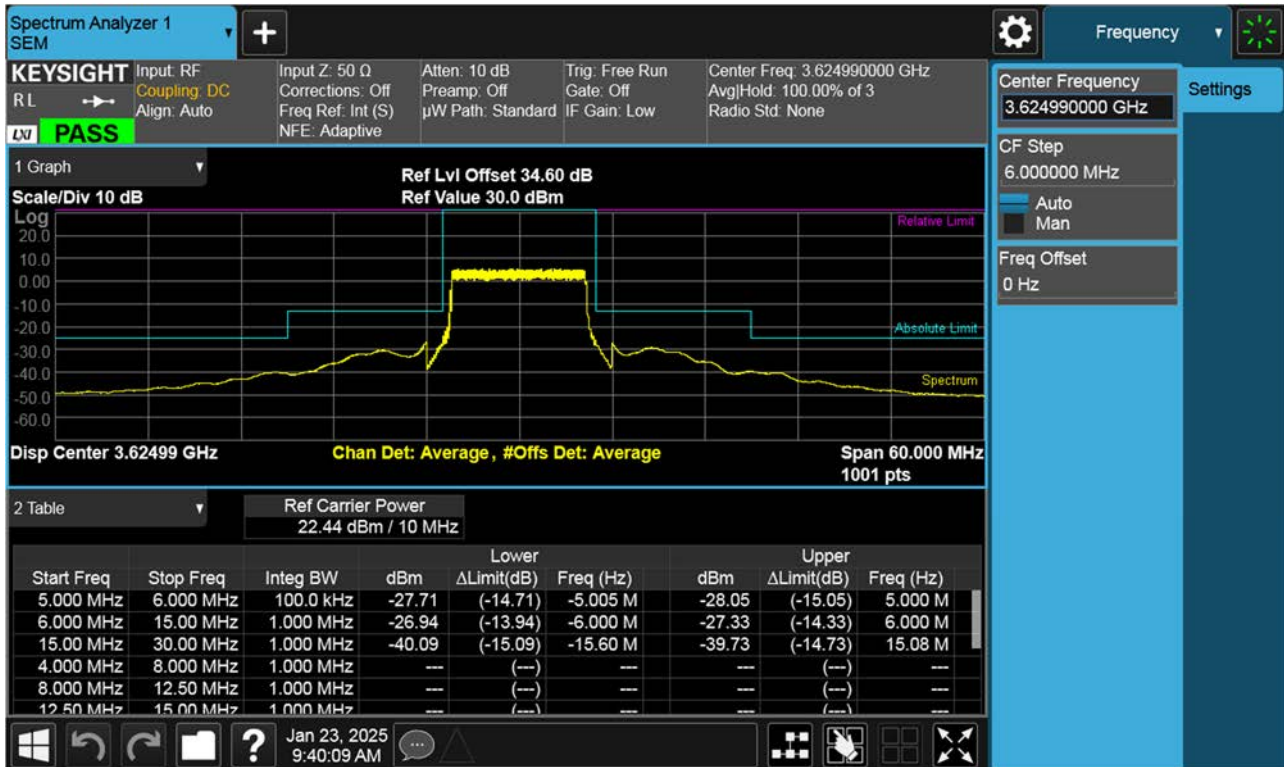 Spectrum Analyzer 1
SEM
Frequency
KEYSIGHT
RL
LXI PASS
Input: RF
Coupling: DC
Align: Auto
Input Z: 50 Ω
Corrections: Off
Freq Ref: Int (S)
NFE: Adaptive
Atten: 10 dB
Preamp: Off
µW Path: Standard
Trig: Free Run
Gate: Off
IF Gain: Low
Center Freq: 3.624990000 GHz
Avg|Hold: 100.00% of 3
Radio Std: None
Center Frequency
3.624990000 GHz
Settings
CF Step
6.000000 MHz
Auto
Man
Freq Offset
0 Hz
1 Graph
Scale/Div 10 dB
Ref Lvl Offset 34.60 dB
Ref Value 30.0 dBm
Log
Relative Limit
20.0
10.0
0.00
-10.0
-20.0
Absolute Limit
-30.0
-40.0
Spectrum
-50.0
-60.0
Disp Center 3.62499 GHz
Chan Det: Average , #Offs Det: Average
Span 60.000 MHz
1001 pts
2 Table
Ref Carrier Power
22.44 dBm / 10 MHz
Lower Upper
Start Freq Stop Freq Integ BW dBm ΔLimit(dB) Freq (Hz) dBm ΔLimit(dB) Freq (Hz)
5.000 MHz 6.000 MHz 100.0 kHz -27.71 (-14.71) -5.005 M -28.05 (-15.05) 5.000 M
6.000 MHz 15.00 MHz 1.000 MHz -26.94 (-13.94) -6.000 M -27.33 (-14.33) 6.000 M
15.00 MHz 30.00 MHz 1.000 MHz -40.09 (-15.09) -15.60 M -39.73 (-14.73) 15.08 M
4.000 MHz 8.000 MHz 1.000 MHz --- (---) --- --- (---) ---
8.000 MHz 12.50 MHz 1.000 MHz --- (---) --- --- (---) ---
12.50 MHz 15.00 MHz 1.000 MHz --- (---) --- --- (---) ---
? Jan 23, 2025
9:40:09 AM